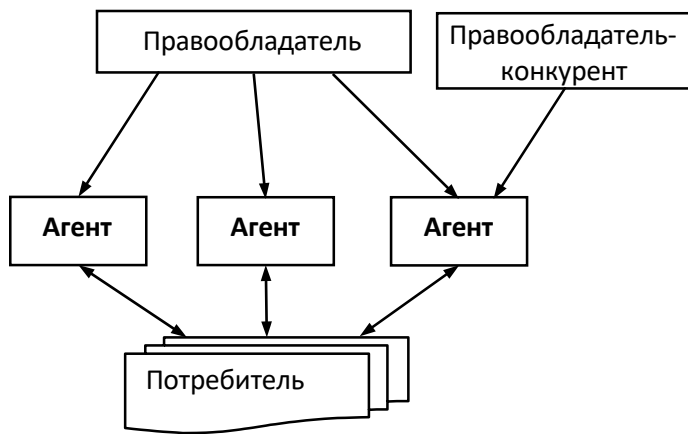 Правообладатель
Правообладатель-
конкурент
Агент
Агент
Агент
Потребитель